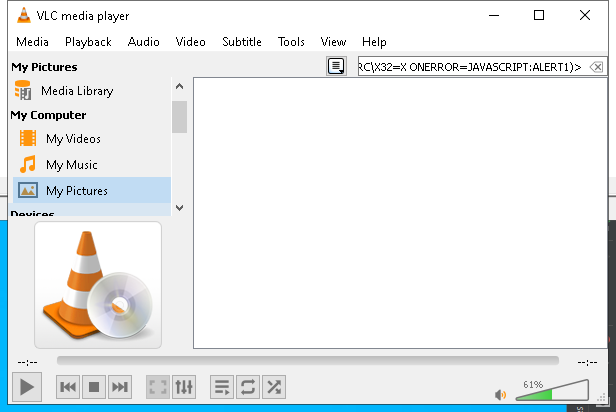 VLC media player
Media Playback Audio Video Subtitle Tools View Help
My Pictures
RC\X32=X ONERROR=JAVASCRIPT:ALERT1)>
Media Library
My Computer
My Videos
My Music
My Pictures
Devices
--:-- --:--
61%